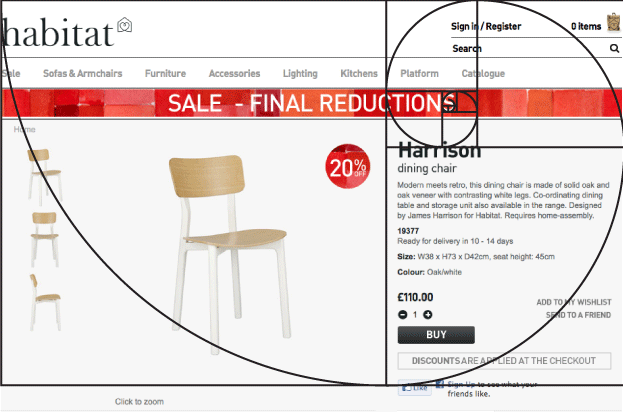 habitat
Sign in / Register
0 items
Search
Sale
Sofas & Armchairs
Furniture
Accessories
Lighting
Kitchens
Platform
Catalogue
SALE - FINAL REDUCTIONS
Home
20%
OFF
Harrison
dining chair
Modern meets retro, this dining chair is made of solid oak and
oak veneer with contrasting white legs. Co-ordinating dining
table and storage unit also available in the range. Designed
by James Harrison for Habitat. Requires home-assembly.
19377
Ready for delivery in 10 - 14 days
Size: W38 x H73 x D42cm, seat height: 45cm
Colour: Oak/white
£110.00
1
ADD TO MY WISHLIST
SEND TO A FRIEND
BUY
DISCOUNTS ARE APPLIED AT THE CHECKOUT
Like
Sign Up to see what your
friends like.
Click to zoom